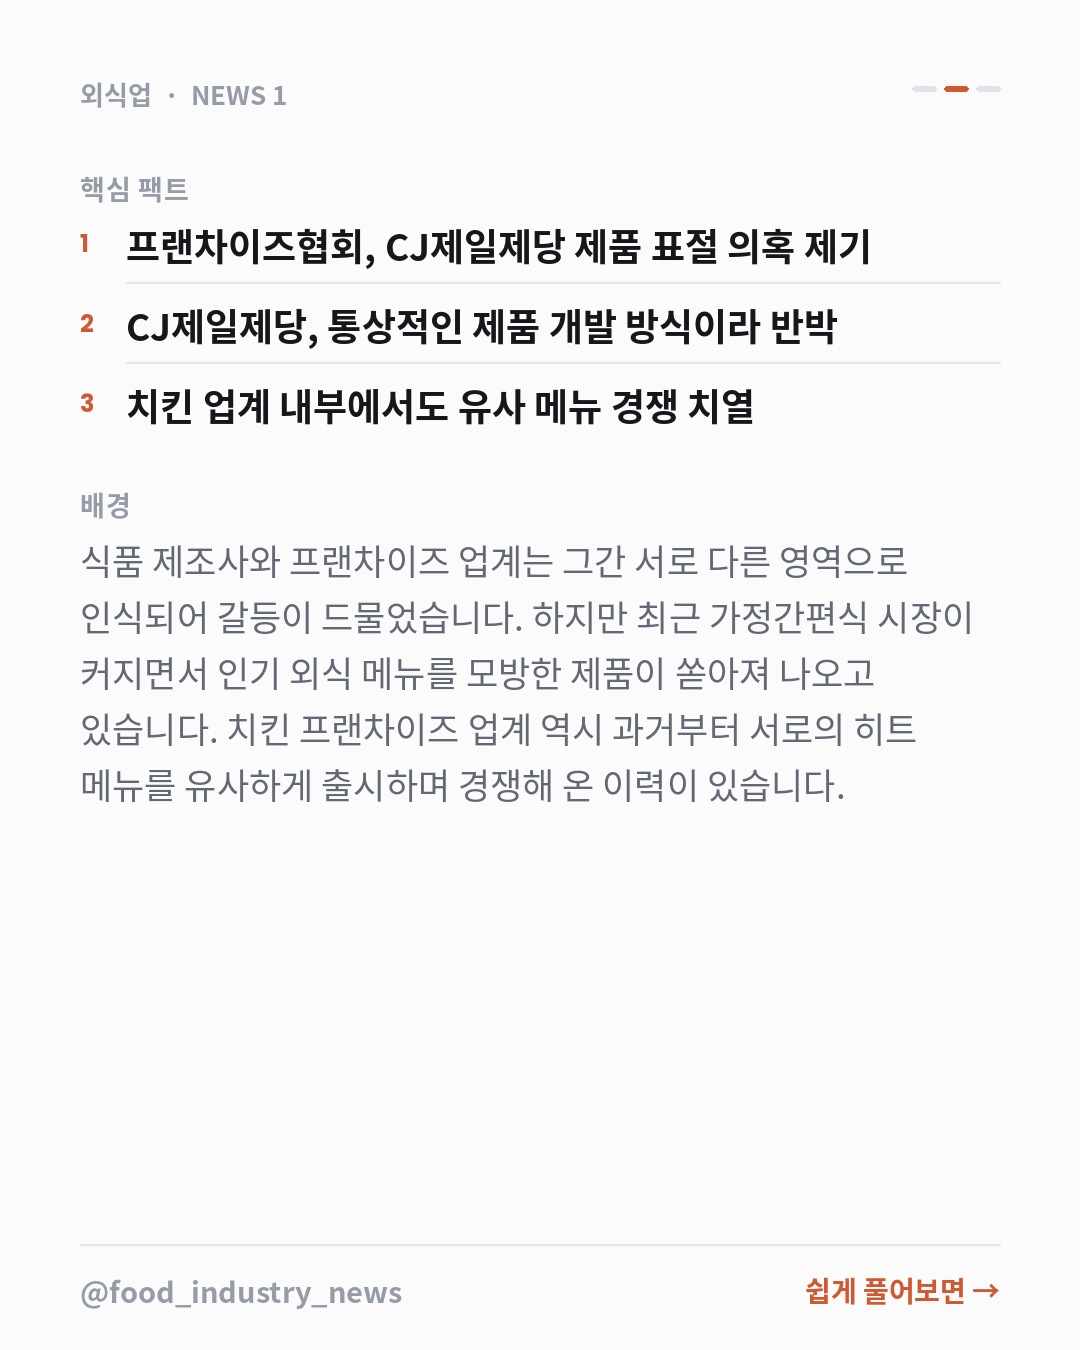 외식업 · NEWS 1
핵심 팩트
1 프랜차이즈협회, CJ제일제당 제품 표절 의혹 제기
2 CJ제일제당, 통상적인 제품 개발 방식이라 반박
3 치킨 업계 내부에서도 유사 메뉴 경쟁 치열
배경
식품 제조사와 프랜차이즈 업계는 그간 서로 다른 영역으로
인식되어 갈등이 드물었습니다. 하지만 최근 가정간편식 시장이
커지면서 인기 외식 메뉴를 모방한 제품이 쏟아져 나오고
있습니다. 치킨 프랜차이즈 업계 역시 과거부터 서로의 히트
메뉴를 유사하게 출시하며 경쟁해 온 이력이 있습니다.
@food_industry_news
쉽게 풀어보면 →